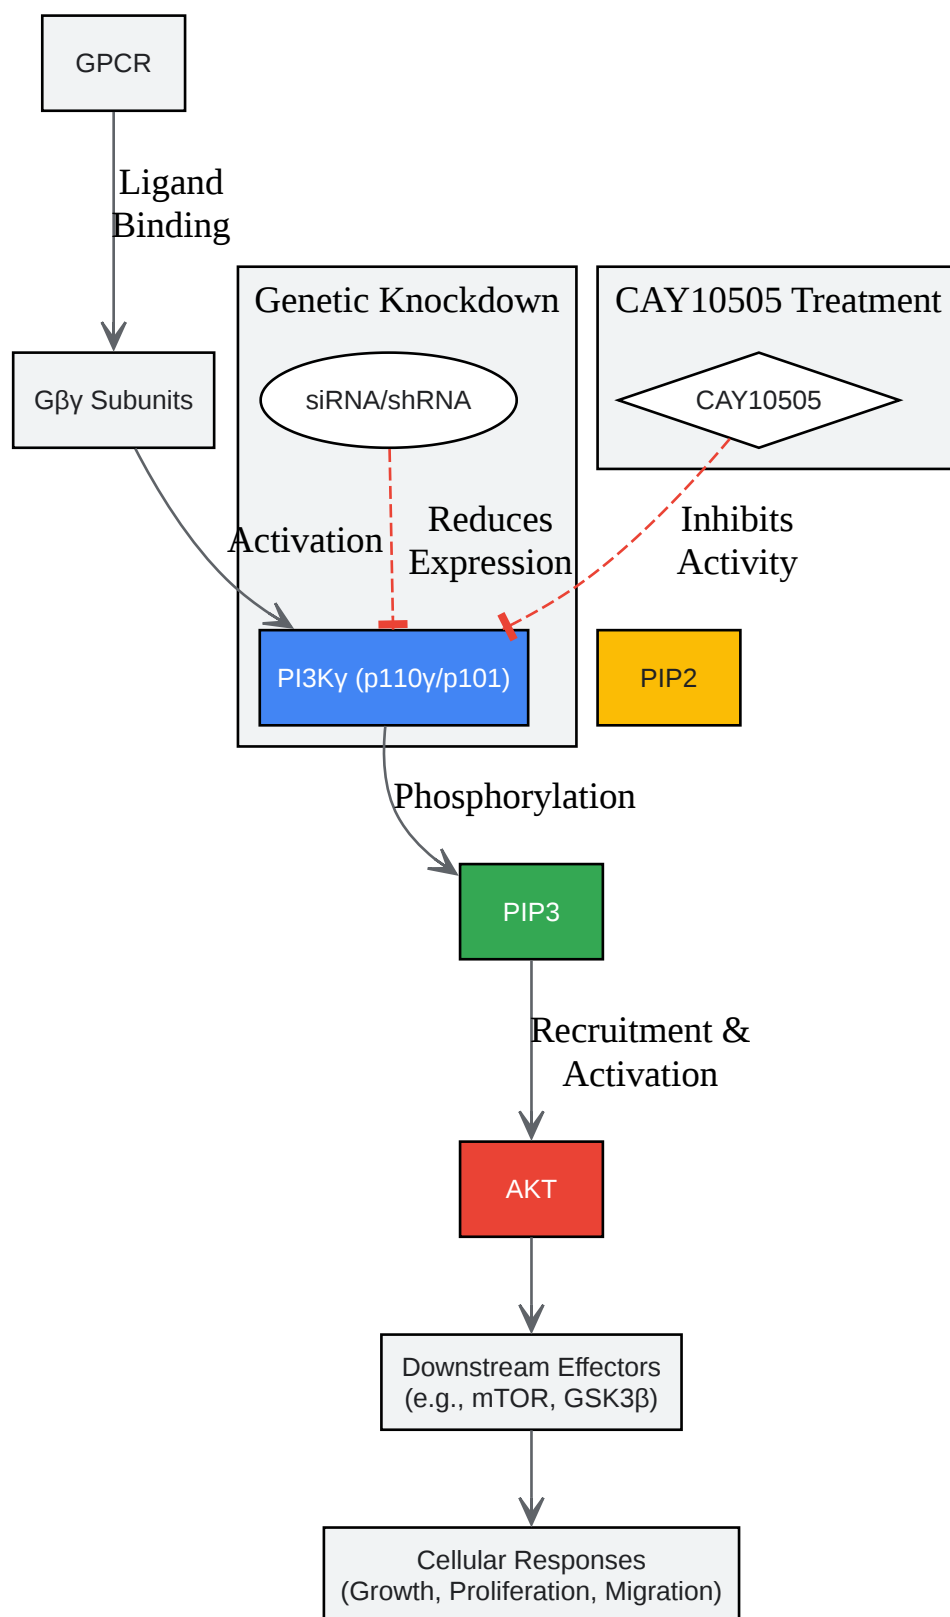 GPCR
Ligand
Binding
Genetic Knockdown
CAY10505 Treatment
Gβγ Subunits
siRNA/shRNA
CAY10505
Activation
Reduces
Expression
Inhibits
Activity
PI3Kγ (p110γ/p101)
PIP2
Phosphorylation
PIP3
Recruitment &
Activation
AKT
Downstream Effectors
(e.g., mTOR, GSK3β)
Cellular Responses
(Growth, Proliferation, Migration)